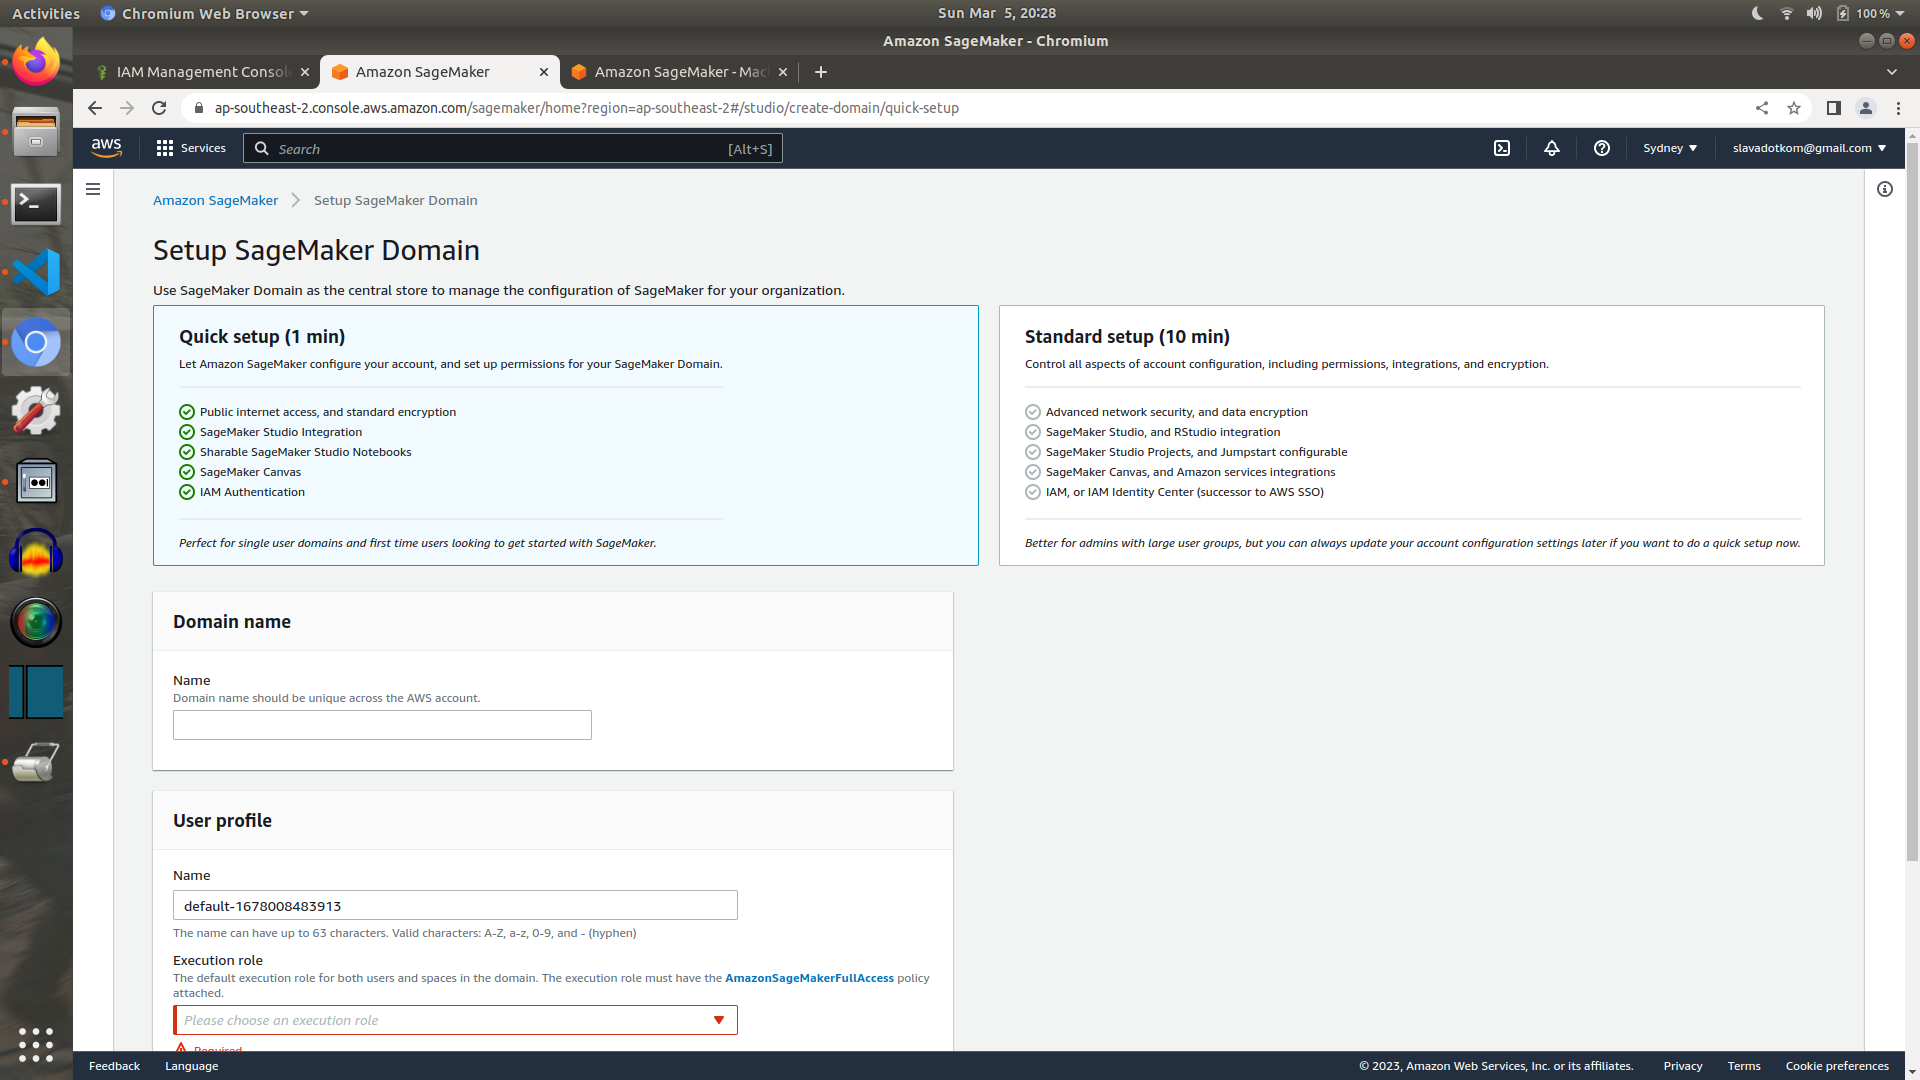 Activities
Chromium Web Browser
Sun Mar 5, 20:28
100 %
Amazon SageMaker - Chromium
IAM Management Consol
Amazon SageMaker
Amazon SageMaker - Mac
ap-southeast-2.console.aws.amazon.com/sagemaker/home?region=ap-southeast-2#/studio/create-domain/quick-setup
aws
Services
Search
[Alt+S]
Sydney
slavadotkom@gmail.com
Amazon SageMaker
Setup SageMaker Domain
Setup SageMaker Domain
Use SageMaker Domain as the central store to manage the configuration of SageMaker for your organization.
Quick setup (1 min)
Let Amazon SageMaker configure your account, and set up permissions for your SageMaker Domain.
Public internet access, and standard encryption
SageMaker Studio Integration
Sharable SageMaker Studio Notebooks
SageMaker Canvas
IAM Authentication
Perfect for single user domains and first time users looking to get started with SageMaker.
Standard setup (10 min)
Control all aspects of account configuration, including permissions, integrations, and encryption.
Advanced network security, and data encryption
SageMaker Studio, and RStudio integration
SageMaker Studio Projects, and Jumpstart configurable
SageMaker Canvas, and Amazon services integrations
IAM, or IAM Identity Center (successor to AWS SSO)
Better for admins with large user groups, but you can always update your account configuration settings later if you want to do a quick setup now.
Domain name
Name
Domain name should be unique across the AWS account.
User profile
Name
default-1678008483913
The name can have up to 63 characters. Valid characters: A-Z, a-z, 0-9, and - (hyphen)
Execution role
The default execution role for both users and spaces in the domain. The execution role must have the AmazonSageMakerFullAccess policy
attached.
Please choose an execution role
Required
Feedback
Language
© 2023, Amazon Web Services, Inc. or its affiliates.
Privacy
Terms
Cookie preferences